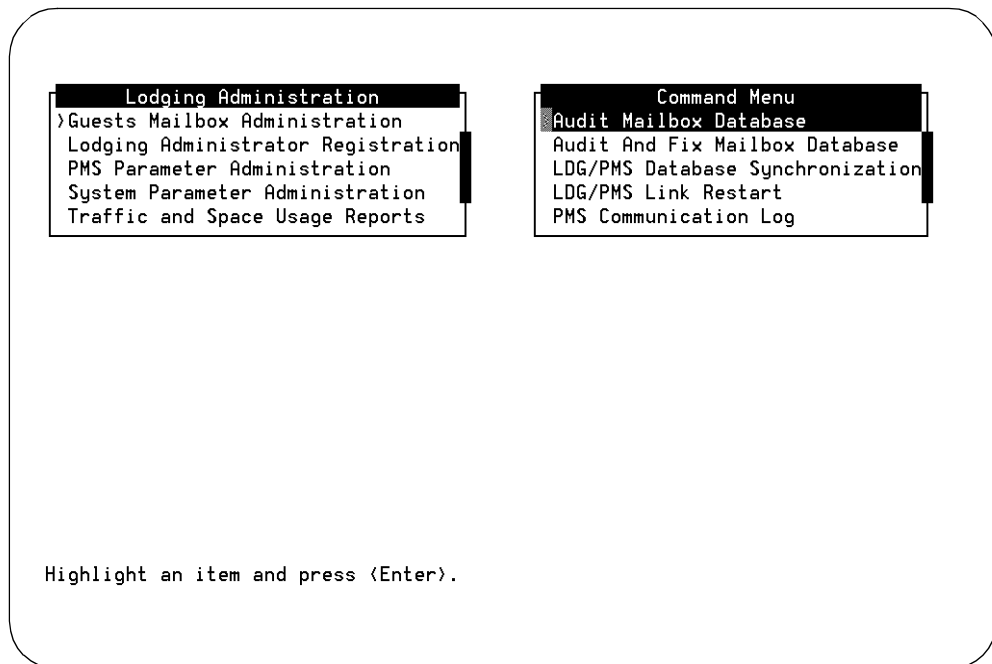 Lodging Administration
>Guests Mailbox Administration
Lodging Administrator Registration
PMS Parameter Administration
System Parameter Administration
Traffic and Space Usage Reports
Command Menu
>Audit Mailbox Database
Audit And Fix Mailbox Database
LDG/PMS Database Synchronization
LDG/PMS Link Restart
PMS Communication Log
Highlight an item and press <Enter>.